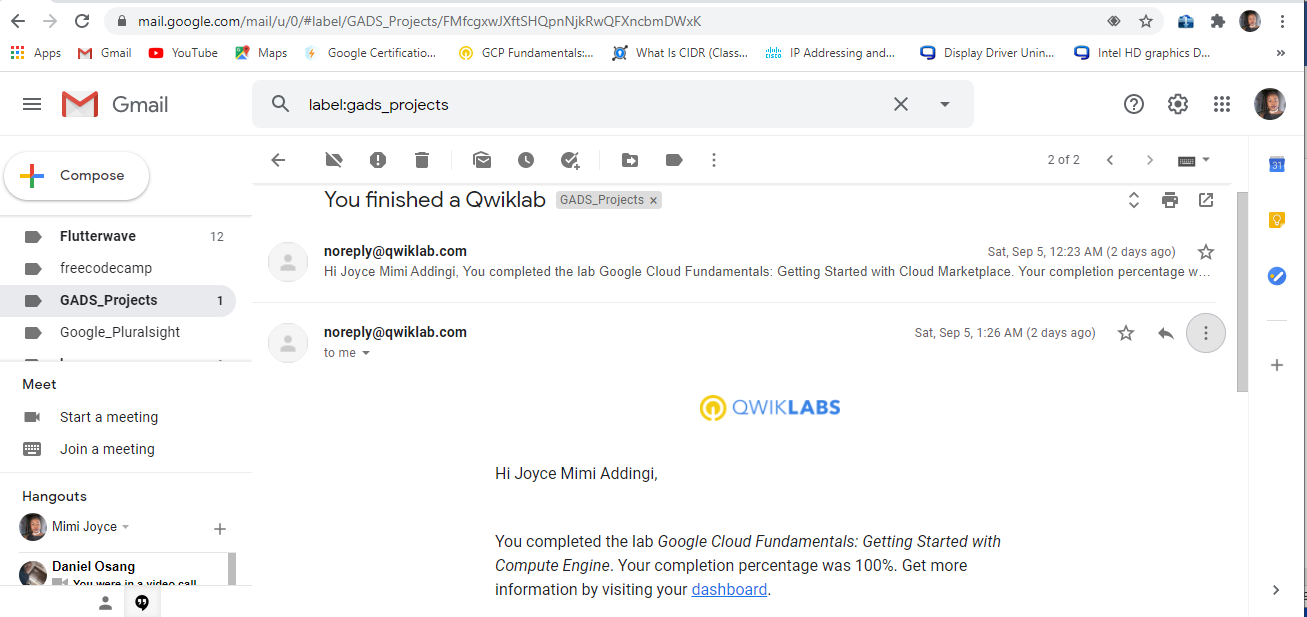 mail.google.com/mail/u/0/#label/GADS_Projects/FMfcgxwJXftSHQpnNjkRwQFXncbmDWxK
Apps Gmail YouTube Maps Google Certificatio... GCP Fundamentals:... What Is CIDR (Class... IP Addressing and... Display Driver Unin... Intel HD graphics D... »
Gmail
label:gads_projects
Compose
2 of 2
You finished a Qwiklab GADS_Projects ×
Flutterwave 12
freecodecamp
GADS_Projects 1
Google_Pluralsight
noreply@qwiklab.com Sat, Sep 5, 12:23 AM (2 days ago)
Hi Joyce Mimi Addingi, You completed the lab Google Cloud Fundamentals: Getting Started with Cloud Marketplace. Your completion percentage w...
noreply@qwiklab.com Sat, Sep 5, 1:26 AM (2 days ago)
to me
QWIKLABS
Hi Joyce Mimi Addingi,
You completed the lab Google Cloud Fundamentals: Getting Started with
Compute Engine. Your completion percentage was 100%. Get more
information by visiting your dashboard.
Meet
Start a meeting
Join a meeting
Hangouts
Mimi Joyce
Daniel Osang
You were in a video call
31